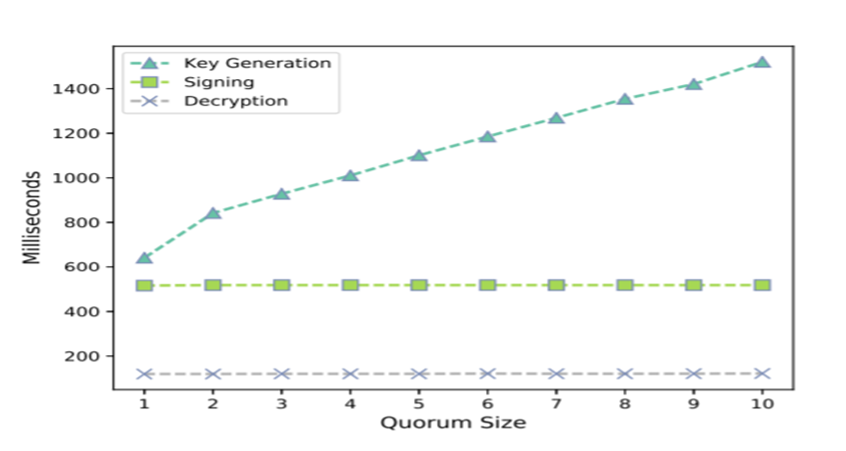 Key Generation
Signing
Decryption
Milliseconds
1400
1200
1000
800
600
400
200
1 2 3 4 5 6 7 8 9 10
Quorum Size